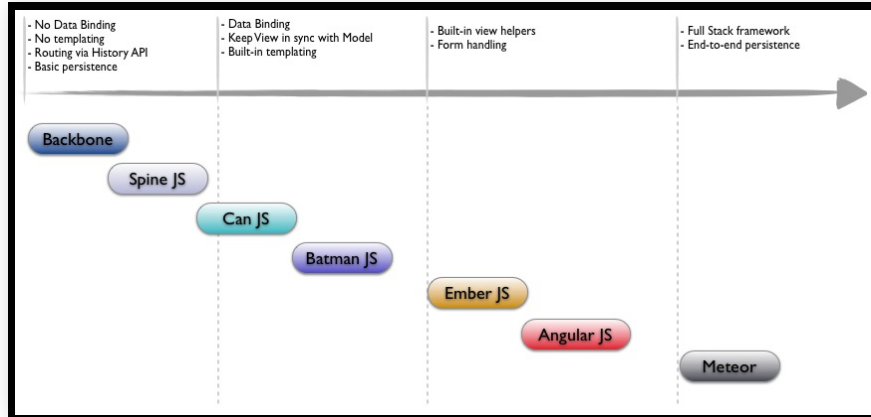 - No Data Binding
- No templating
- Routing via History API
- Basic persistence
- Data Binding
- Keep View in sync with Model
- Built-in templating
- Built-in view helpers
- Form handling
- Full Stack framework
- End-to-end persistence
Backbone
Spine JS
Can JS
Batman JS
Ember JS
Angular JS
Meteor